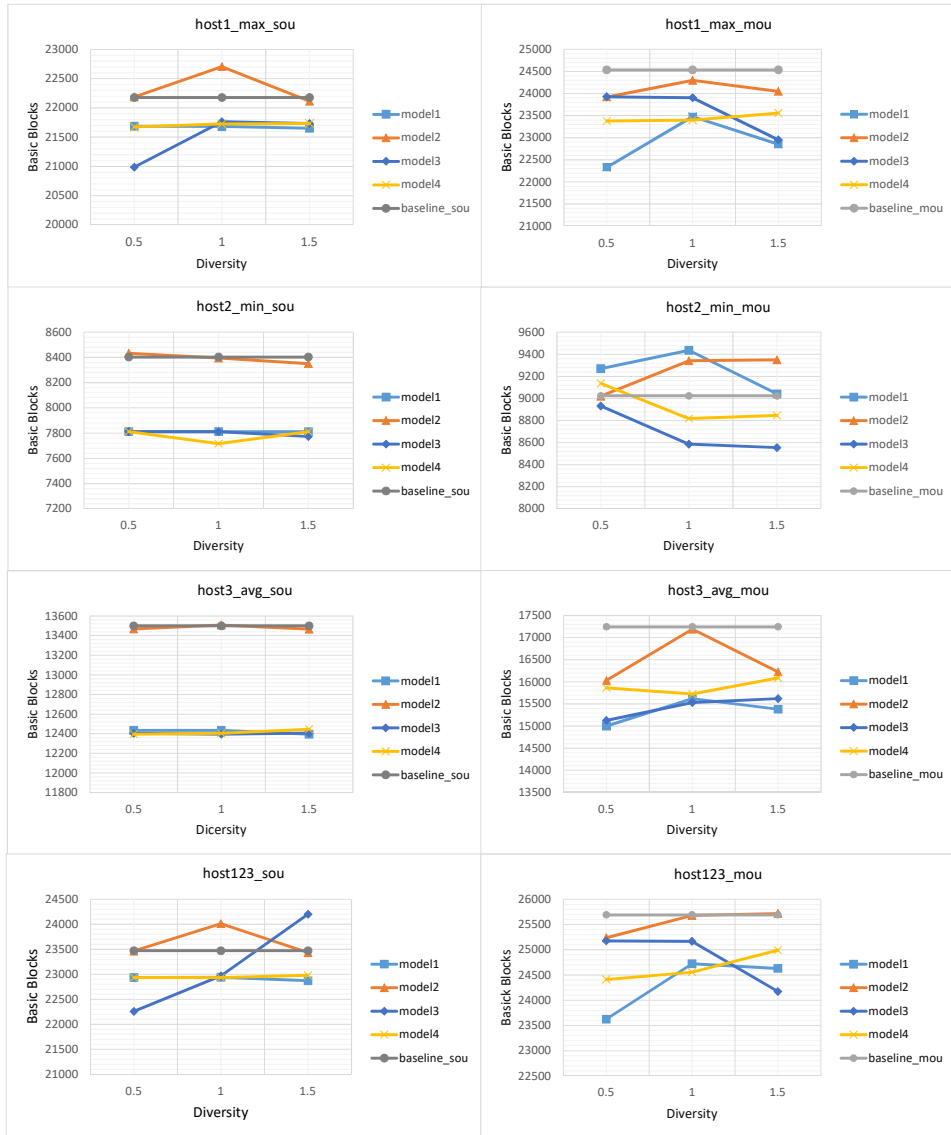 host1_max_sou
23000
22500
22000
21500
21000
20500
20000
Basic Blocks
0.5 1 1.5
Diversity
model1
model2
model3
model4
baseline_sou
host1_max_mou
25000
24500
24000
23500
23000
22500
22000
21500
21000
Basic Blocks
0.5 1 1.5
Diversity
model1
model2
model3
model4
baseline_mou
host2_min_sou
8600
8400
8200
8000
7800
7600
7400
7200
Basic Blocks
0.5 1 1.5
Diversity
model1
model2
model3
model4
baseline_sou
host2_min_mou
9600
9400
9200
9000
8800
8600
8400
8200
8000
Basic Blocks
0.5 1 1.5
Diversity
model1
model2
model3
model4
baseline_mou
host3_avg_sou
13600
13400
13200
13000
12800
12600
12400
12200
12000
11800
Basic Blocks
0.5 1 1.5
Dicersity
model1
model2
model3
model4
baseline_sou
host3_avg_mou
17500
17000
16500
16000
15500
15000
14500
14000
13500
Basic Blocks
0.5 1 1.5
Diversity
model1
model2
model3
model4
baseline_mou
host123_sou
24500
24000
23500
23000
22500
22000
21500
21000
Basic Blocks
0.5 1 1.5
Diversity
model1
model2
model3
model4
baseline_sou
host123_mou
26000
25500
25000
24500
24000
23500
23000
22500
Basick Blocks
0.5 1 1.5
Diversity
model1
model2
model3
model4
baseline_mou